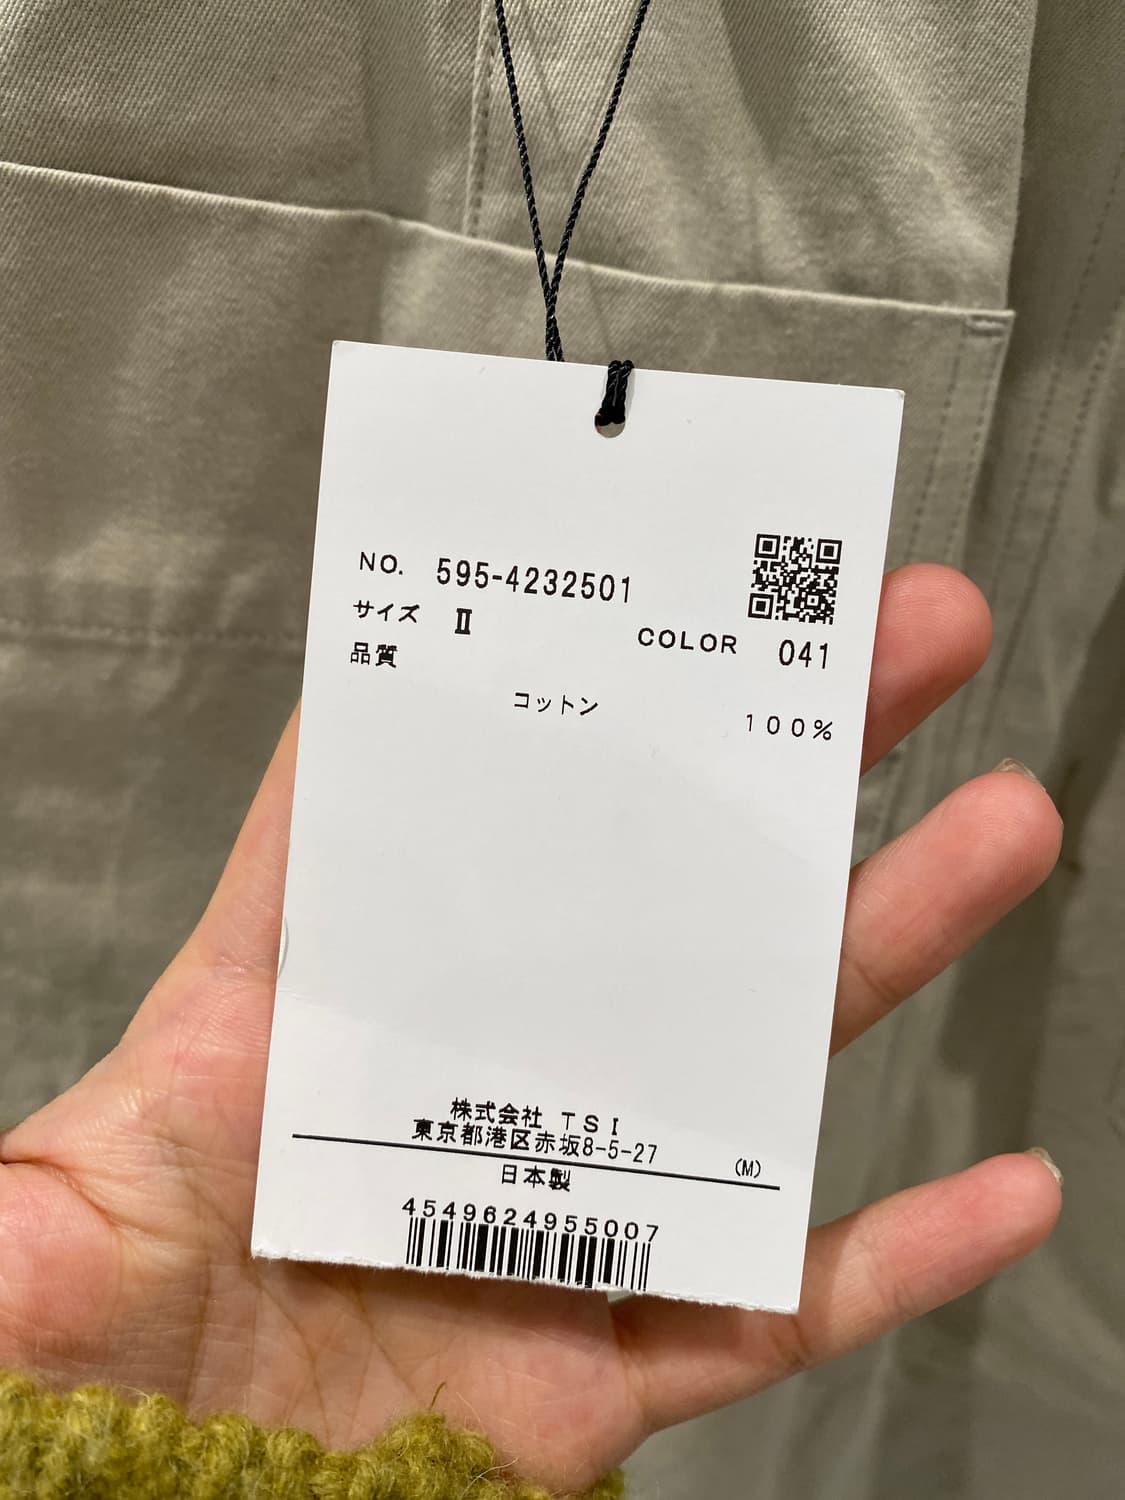 NO. 595-4232501
サイズ Ⅱ COLOR 041
品質
コットン 100%
株式会社 TSI
東京都港区赤坂8-5-27
(M)
日本製
4549624955007